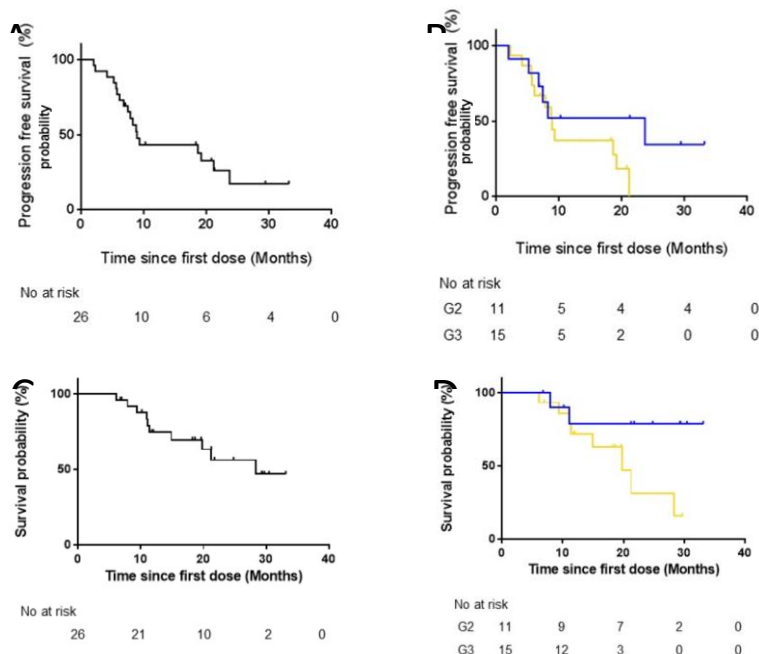 Progression free survival (%)
probability
100
50
0
0 10 20 30 40
Time since first dose (Months)
No at risk
26 10 6 4 0
Progression free survival (%)
probability
100
50
0
0 10 20 30 40
Time since first dose (Months)
No at risk
G2 11 5 4 4 0
G3 15 5 2 0 0
Survival probability (%)
100
50
0
0 10 20 30 40
Time since first dose (Months)
No at risk
26 21 10 2 0
D
Survival probability (%)
100
50
0
0 10 20 30 40
Time since first dose (Months)
No at risk
G2 11 9 7 2 0
G3 15 12 3 0 0